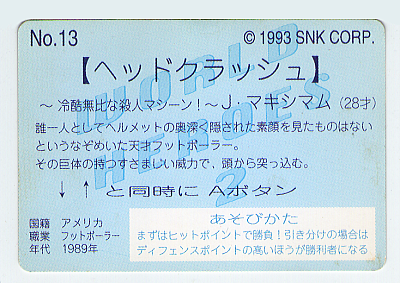 No.13
© 1993 SNK CORP.
【ヘッドクラッシュ】
～冷酷無比な殺人マシーン！～J・マキシマム（28才）
誰一人としてヘルメットの奥深く隠された素顔を見たものはない
というなぞめいた天才フットボーラー。
その巨体の持つすさまじい威力で、頭から突っ込む。
↓ ↑ と同時に Aボタン
国籍 アメリカ
職業 フットボーラー
年代 1989年
あそびかた
まずはヒットポイントで勝負！引き分けの場合は
ディフェンスポイントの高いほうが勝利者になる
WORLD
HEROES
2